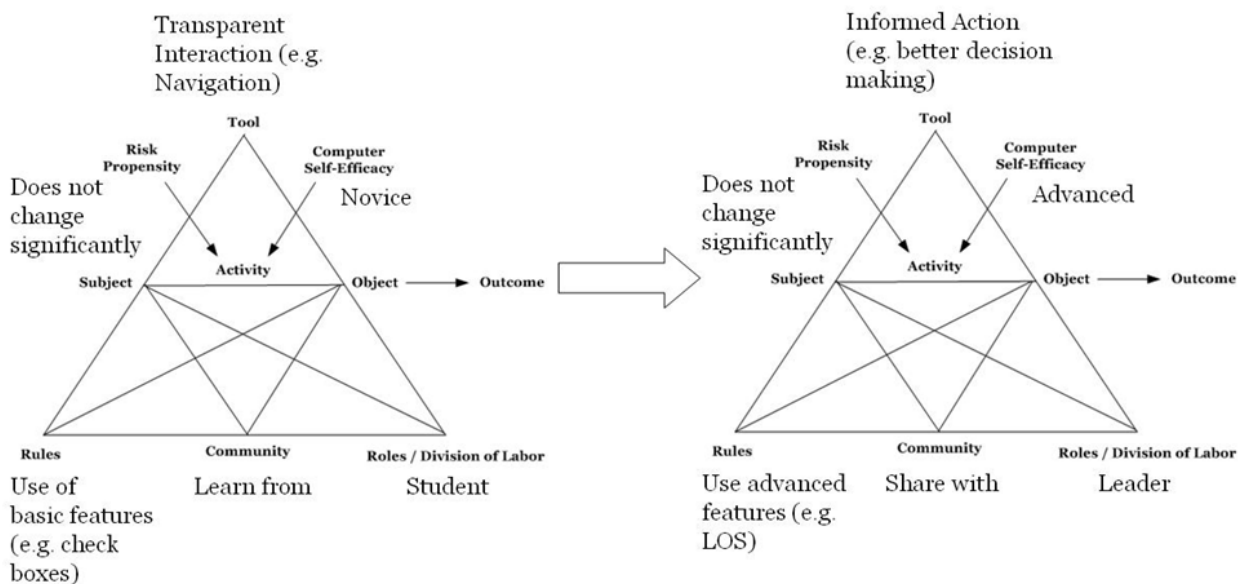 Transparent
Interaction (e.g.
Navigation)
Tool
Risk
Propensity
Computer
Self-Efficacy
Does not
change
significantly
Novice
Activity
Subject
Object
Outcome
Rules
Community
Roles / Division of Labor
Use of
basic features
(e.g. check
boxes)
Learn from
Student
Informed Action
(e.g. better decision
making)
Tool
Risk
Propensity
Computer
Self-Efficacy
Does not
change
significantly
Advanced
Activity
Subject
Object
Outcome
Rules
Community
Roles / Division of Labor
Use advanced
features (e.g.
LOS)
Share with
Leader